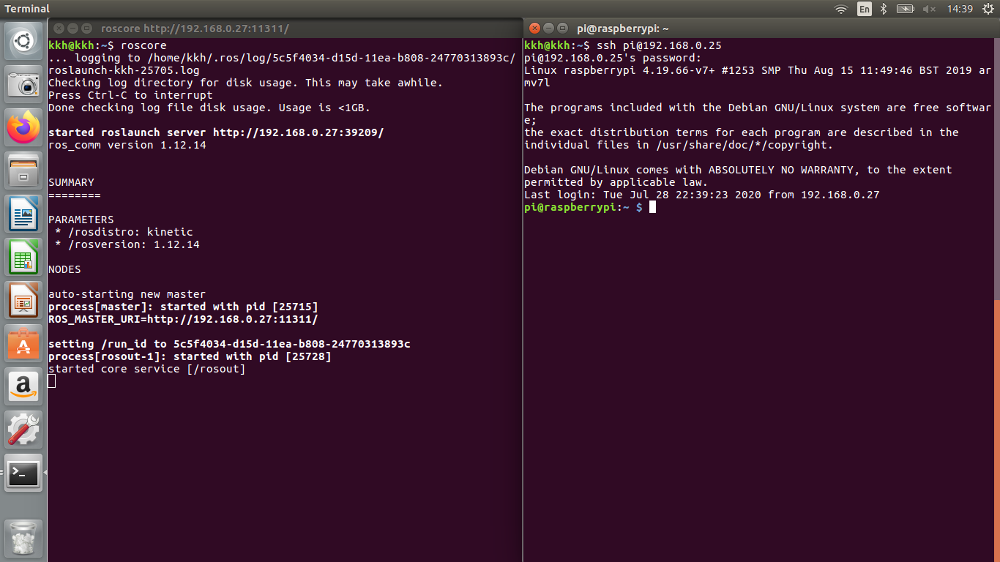 Terminal
En
14:39
roscore http://192.168.0.27:11311/
kkh@kkh:~$ roscore
... logging to /home/kkh/.ros/log/5c5f4034-d15d-11ea-b808-24770313893c/
roslaunch-kkh-25705.log
Checking log directory for disk usage. This may take awhile.
Press Ctrl-C to interrupt
Done checking log file disk usage. Usage is <1GB.
started roslaunch server http://192.168.0.27:39209/
ros_comm version 1.12.14
SUMMARY
========
PARAMETERS
* /rosdistro: kinetic
* /rosversion: 1.12.14
NODES
auto-starting new master
process[master]: started with pid [25715]
ROS_MASTER_URI=http://192.168.0.27:11311/
setting /run_id to 5c5f4034-d15d-11ea-b808-24770313893c
process[rosout-1]: started with pid [25728]
started core service [/rosout]
pi@raspberrypi: ~
kkh@kkh:~$ ssh pi@192.168.0.25
pi@192.168.0.25's password:
Linux raspberrypi 4.19.66-v7+ #1253 SMP Thu Aug 15 11:49:46 BST 2019 ar
mv7l
The programs included with the Debian GNU/Linux system are free softwar
e;
the exact distribution terms for each program are described in the
individual files in /usr/share/doc/*/copyright.
Debian GNU/Linux comes with ABSOLUTELY NO WARRANTY, to the extent
permitted by applicable law.
Last login: Tue Jul 28 22:39:23 2020 from 192.168.0.27
pi@raspberrypi:~ $